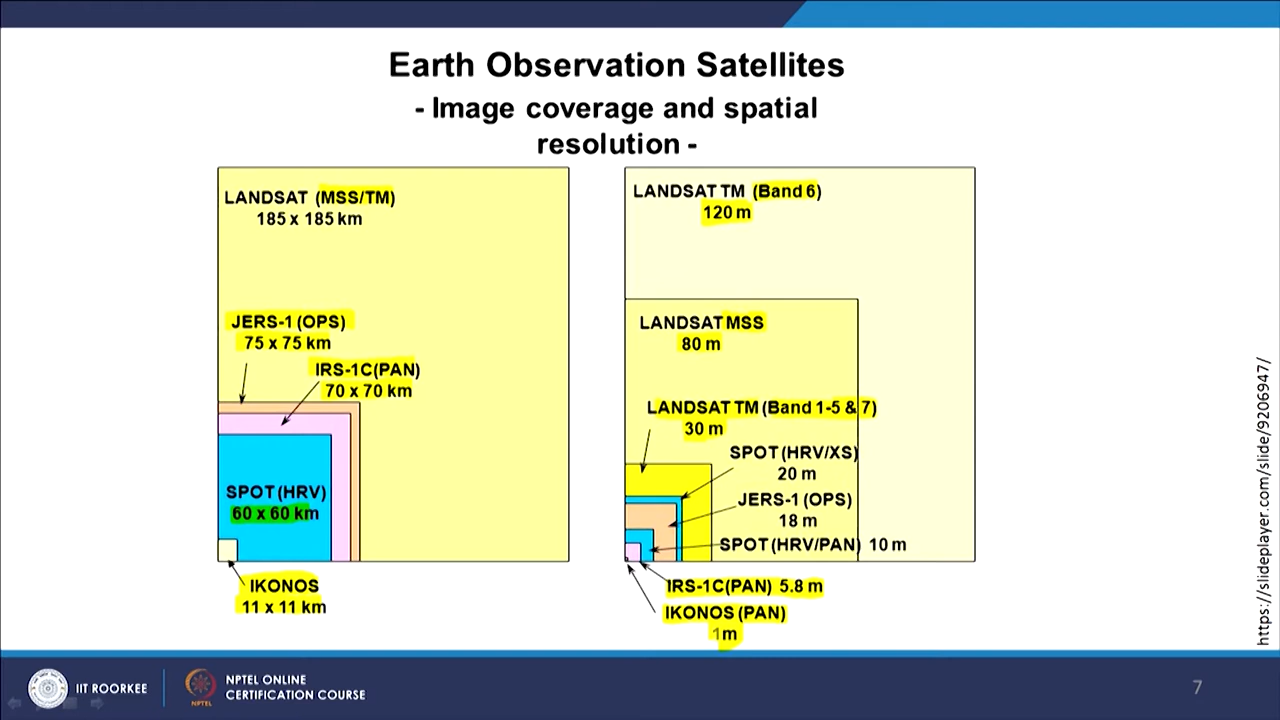 Earth Observation Satellites
- Image coverage and spatial
resolution -
LANDSAT (MSS/TM)
185 x 185 km
JERS-1 (OPS)
75 x 75 km
IRS-1C(PAN)
70 x 70 km
SPOT (HRV)
60 x 60 km
IKONOS
11 x 11 km
LANDSAT TM (Band 6)
120 m
LANDSAT MSS
80 m
LANDSAT TM (Band 1-5 & 7)
30 m
SPOT (HRV/XS)
20 m
JERS-1 (OPS)
18 m
SPOT (HRV/PAN) 10 m
IRS-1C(PAN) 5.8 m
IKONOS (PAN)
1m
https://slideplayer.com/slide/9206947/
IIT ROORKEE
NPTEL
NPTEL ONLINE
CERTIFICATION COURSE
7